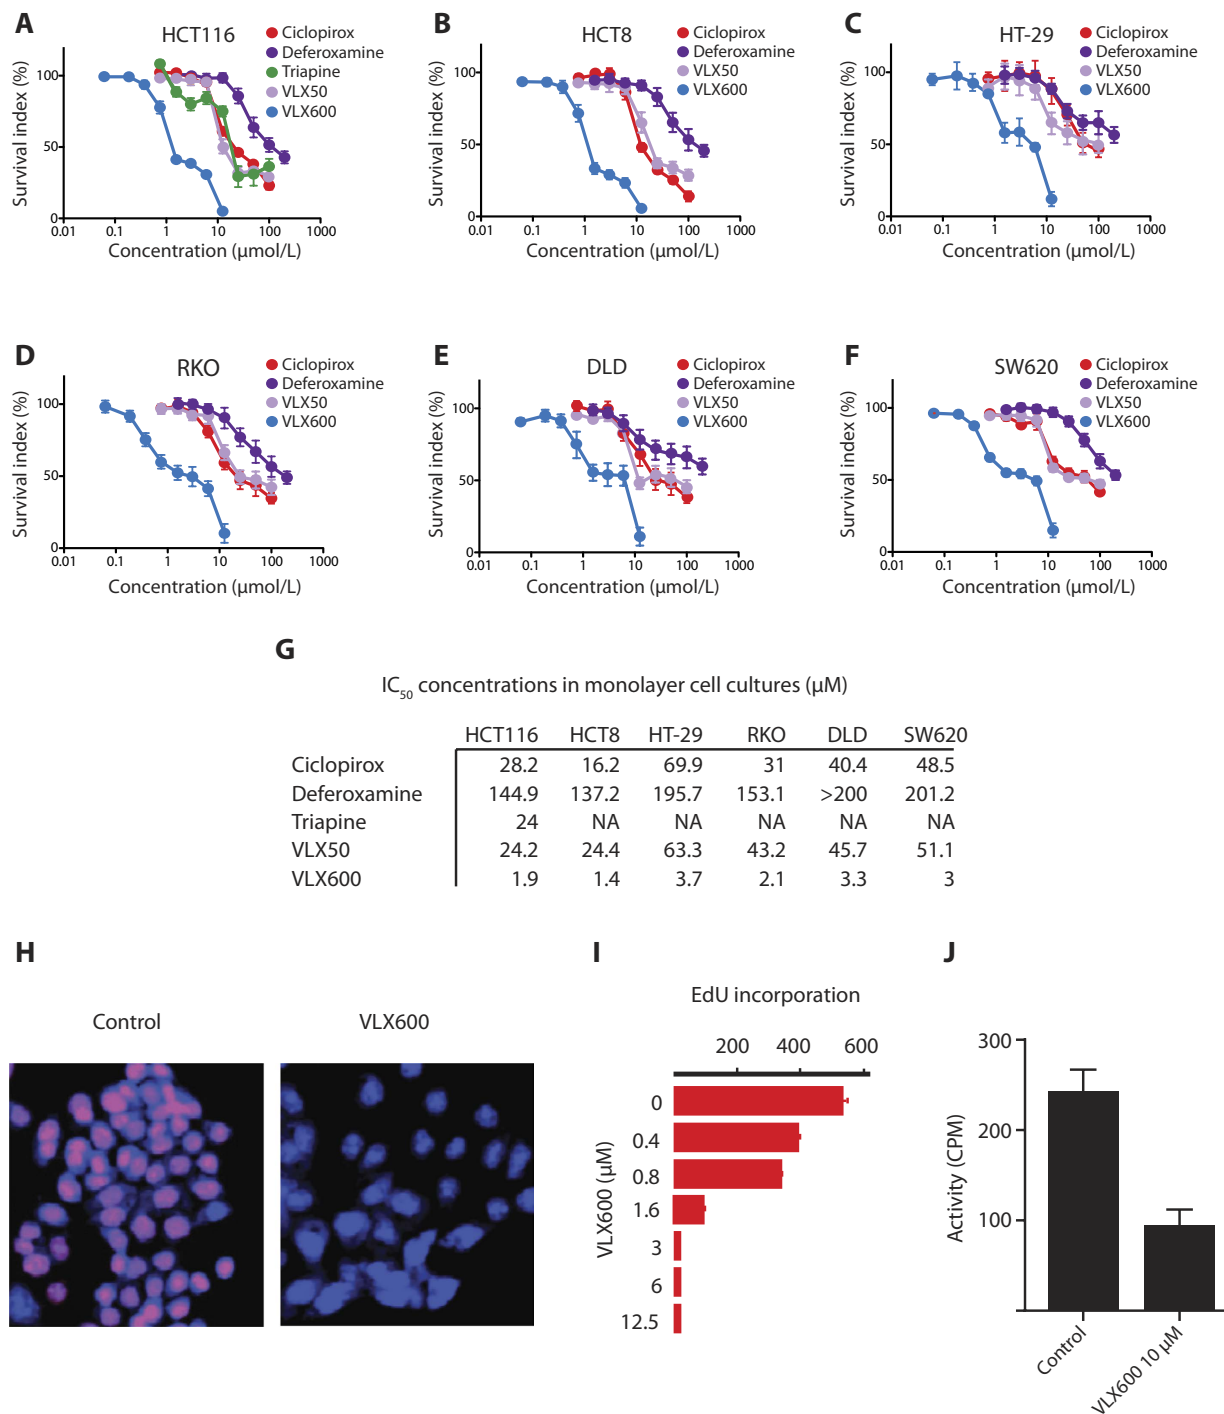 A
HCT116
Ciclopirox
Deferoxamine
Triapine
VLX50
VLX600
Survival index (%)
100
50
0
0.01 0.1 1 10 100 1000
Concentration (µmol/L)
B
HCT8
Ciclopirox
Deferoxamine
VLX50
VLX600
Survival index (%)
100
50
0
0.01 0.1 1 10 100 1000
Concentration (µmol/L)
C
HT-29
Ciclopirox
Deferoxamine
VLX50
VLX600
Survival index (%)
100
50
0
0.01 0.1 1 10 100 1000
Concentration (µmol/L)
D
RKO
Ciclopirox
Deferoxamine
VLX50
VLX600
Survival index (%)
100
50
0
0.01 0.1 1 10 100 1000
Concentration (µmol/L)
E
DLD
Ciclopirox
Deferoxamine
VLX50
VLX600
Survival index (%)
100
50
0
0.01 0.1 1 10 100 1000
Concentration (µmol/L)
F
SW620
Ciclopirox
Deferoxamine
VLX50
VLX600
Survival index (%)
100
50
0
0.01 0.1 1 10 100 1000
Concentration (µmol/L)
G
IC50 concentrations in monolayer cell cultures (µM)
HCT116 HCT8 HT-29 RKO DLD SW620
Ciclopirox 28.2 16.2 69.9 31 40.4 48.5
Deferoxamine 144.9 137.2 195.7 153.1 >200 201.2
Triapine 24 NA NA NA NA NA
VLX50 24.2 24.4 63.3 43.2 45.7 51.1
VLX600 1.9 1.4 3.7 2.1 3.3 3
H
Control
VLX600
I
EdU incorporation
200 400 600
VLX600 (µM)
0
0.4
0.8
1.6
3
6
12.5
J
Activity (CPM)
300
200
100
Control
VLX600 10 µM